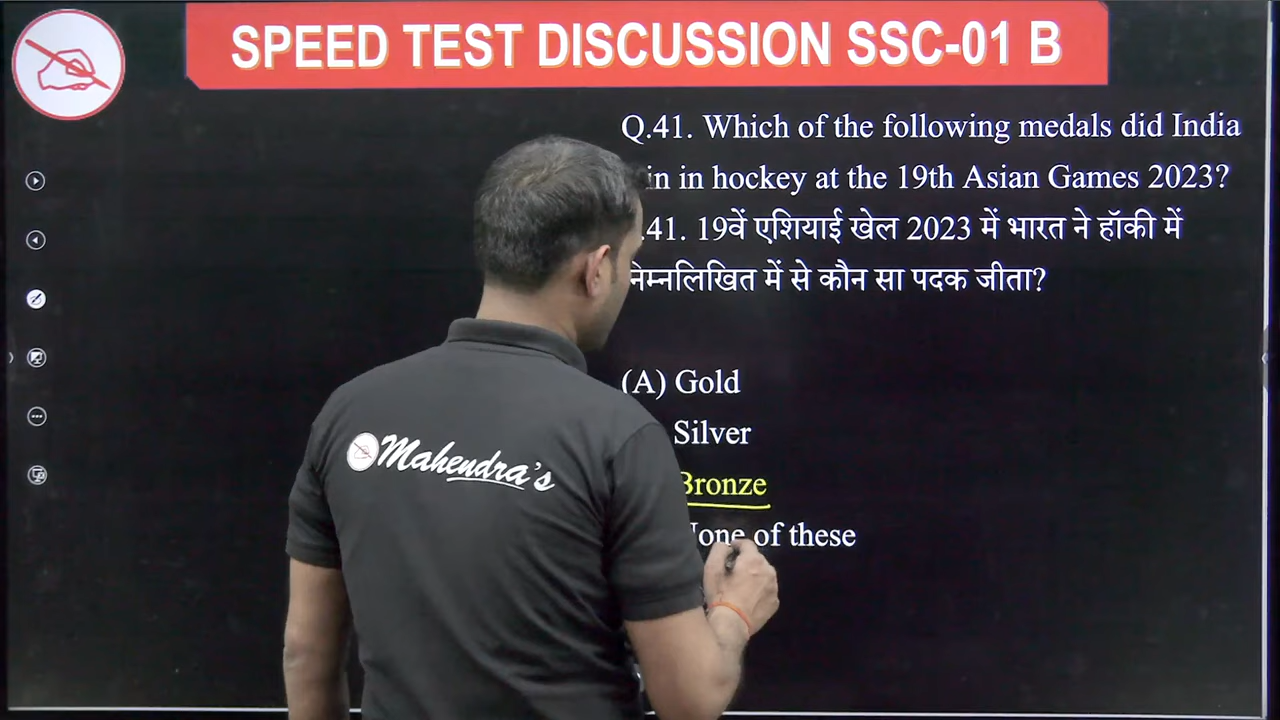 SPEED TEST DISCUSSION SSC-01 B
Q.41. Which of the following medals did India
in in hockey at the 19th Asian Games 2023?
.41. 19वें एशियाई खेल 2023 में भारत ने हॉकी में
निम्नलिखित में से कौन सा पदक जीता?
(A) Gold
Silver
Bronze
None of these
Mahendra's